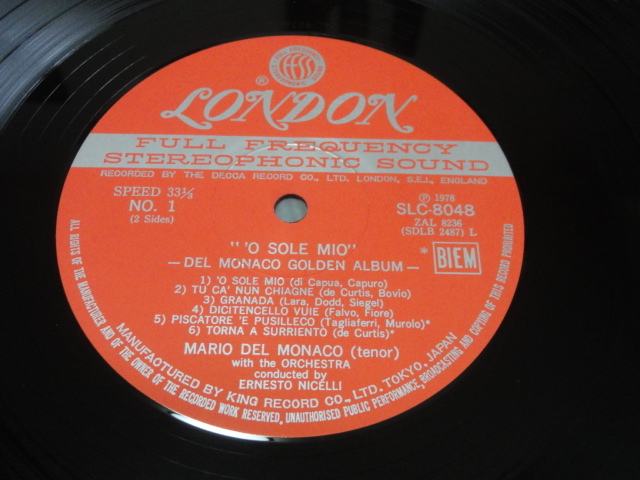 FFSS
FULL FREQUENCY
STEREOPHONIC SOUND
® LONDON
FULL FREQUENCY
STEREOPHONIC SOUND
RECORDED BY THE DECCA RECORD CO., LTD. LONDON, S.E.I., ENGLAND
SPEED 33⅓
NO. 1
(2 Sides)
Ⓟ 1978
SLC-8048
ZAL 8236
(SDLB 2487) L
* BIEM
" 'O SOLE MIO"
— DEL MONACO GOLDEN ALBUM —
1) 'O SOLE MIO (di Capua, Capuro)
2) TU CA' NUN CHIAGNE (de Curtis, Bovio)
3) GRANADA (Lara, Dodd, Siegel)
4) DICITENCELLO VUIE (Falvo, Fiore)
5) PISCATORE 'E PUSILLECO (Tagliaferri, Murolo)*
6) TORNA A SURRIENTO (de Curtis)*
MARIO DEL MONACO (tenor)
with the ORCHESTRA
conducted by
ERNESTO NICELLI
MANUFACTURED BY KING RECORD CO., LTD. TOKYO, JAPAN
ALL RIGHTS OF THE MANUFACTURER AND OF THE OWNER OF THE RECORDED WORK RESERVED, UNAUTHORISED PUBLIC PERFORMANCE, BROADCASTING AND COPYING OF THIS RECORD PROHIBITED